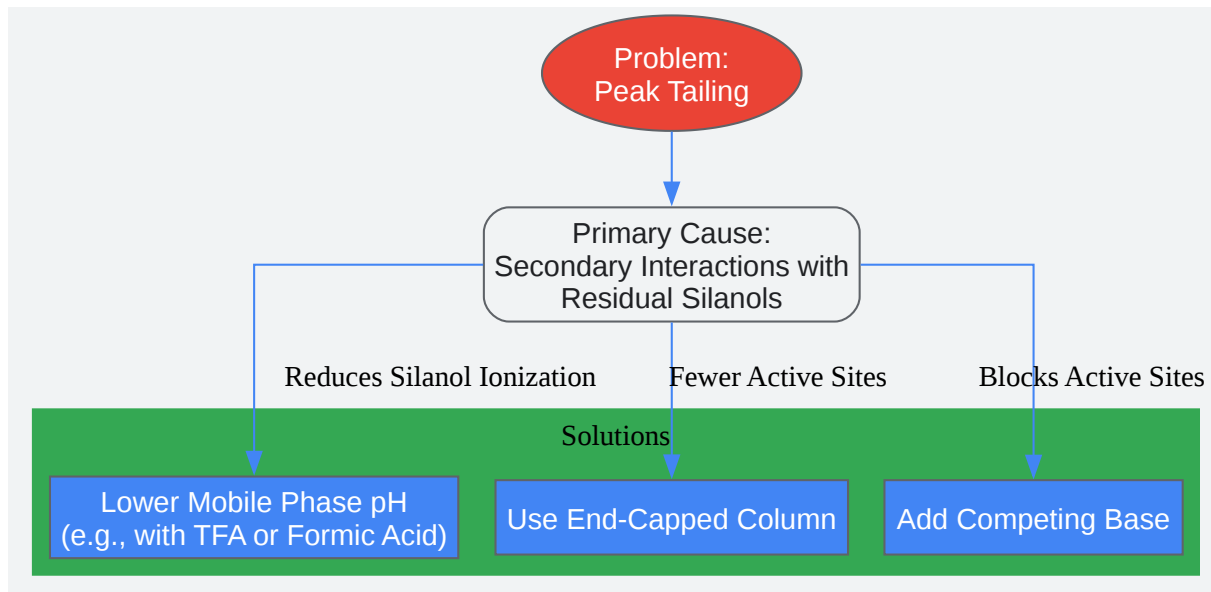 Problem:
Peak Tailing
Primary Cause:
Secondary Interactions with
Residual Silanols
Reduces Silanol Ionization
Fewer Active Sites
Blocks Active Sites
Solutions
Lower Mobile Phase pH
(e.g., with TFA or Formic Acid)
Use End-Capped Column
Add Competing Base